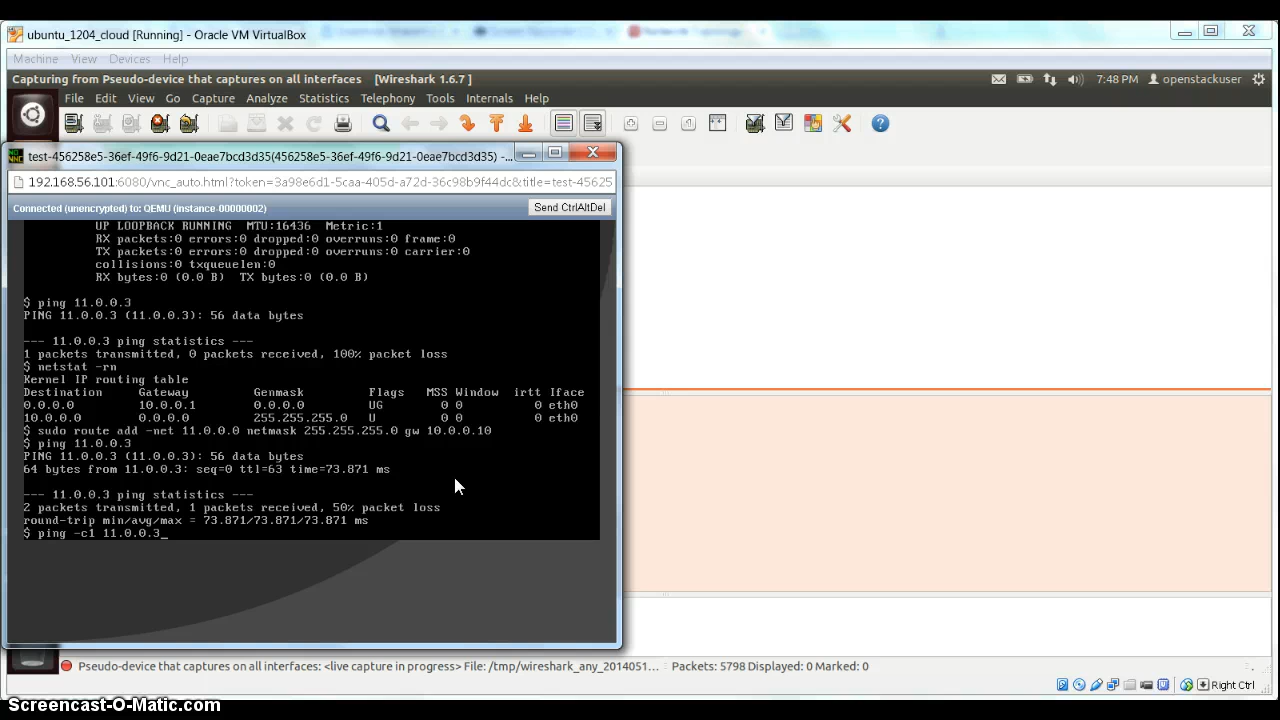 ubuntu_1204_cloud [Running] - Oracle VM VirtualBox
Machine View Devices Help
Capturing from Pseudo-device that captures on all interfaces [Wireshark 1.6.7 ] 7:48 PM openstackuser
File Edit View Go Capture Analyze Statistics Telephony Tools Internals Help
test-456258e5-36ef-49f6-9d21-0eae7bcd3d35(456258e5-36ef-49f6-9d21-0eae7bcd3d35) -...
192.168.56.101:6080/vnc_auto.html?token=3a98e6d1-5caa-405d-a72d-36c98b9f44dc&title=test-45625
Connected (unencrypted) to: QEMU (instance-00000002) Send CtrlAltDel
UP LOOPBACK RUNNING MTU:16436 Metric:1
RX packets:0 errors:0 dropped:0 overruns:0 frame:0
TX packets:0 errors:0 dropped:0 overruns:0 carrier:0
collisions:0 txqueuelen:0
RX bytes:0 (0.0 B) TX bytes:0 (0.0 B)
$ ping 11.0.0.3
PING 11.0.0.3 (11.0.0.3): 56 data bytes
--- 11.0.0.3 ping statistics ---
1 packets transmitted, 0 packets received, 100% packet loss
$ netstat -rn
Kernel IP routing table
Destination Gateway Genmask Flags MSS Window irtt Iface
0.0.0.0 10.0.0.1 0.0.0.0 UG 0 0 0 eth0
10.0.0.0 0.0.0.0 255.255.255.0 U 0 0 0 eth0
$ sudo route add -net 11.0.0.0 netmask 255.255.255.0 gw 10.0.0.10
$ ping 11.0.0.3
PING 11.0.0.3 (11.0.0.3): 56 data bytes
64 bytes from 11.0.0.3: seq=0 ttl=63 time=73.871 ms
--- 11.0.0.3 ping statistics ---
2 packets transmitted, 1 packets received, 50% packet loss
round-trip min/avg/max = 73.871/73.871/73.871 ms
$ ping -c1 11.0.0.3_
Pseudo-device that captures on all interfaces: <live capture in progress> File: /tmp/wireshark_any_2014051... Packets: 5798 Displayed: 0 Marked: 0
Right Ctrl
Screencast-O-Matic.com